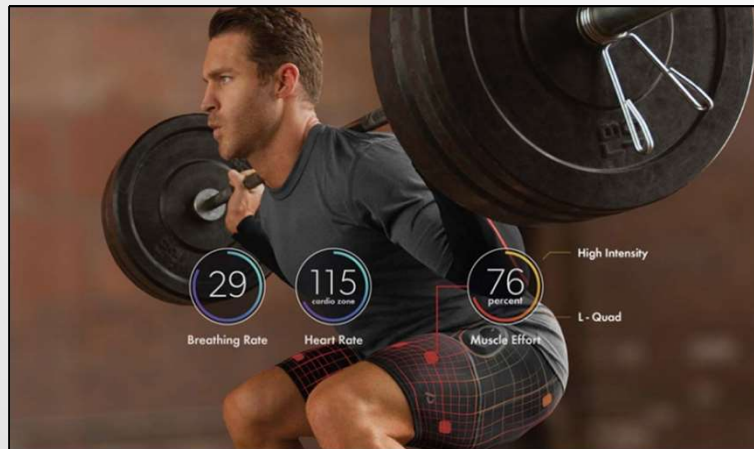 29
Breathing Rate
115
cardio zone
Heart Rate
76
percent
Muscle Effort
High Intensity
L - Quad